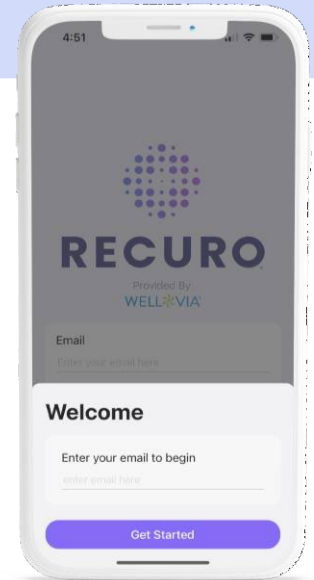 4:51
RECURO
Provided By
WELLVIA
Email
Enter your email here
Welcome
Enter your email to begin
enter email here
Get Started